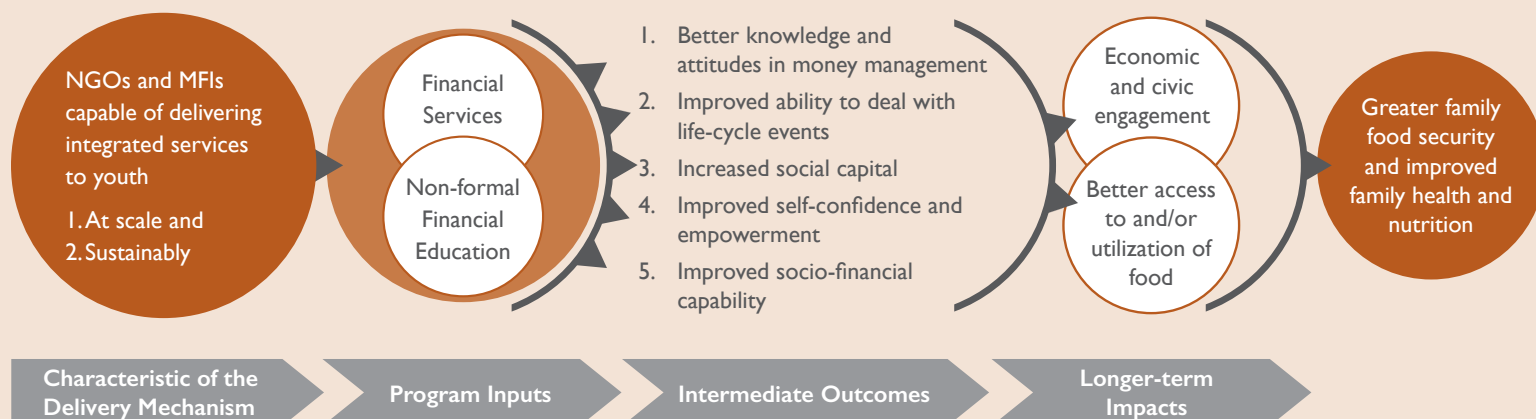 NGOs and MFIs
capable of delivering
integrated services
to youth
1. At scale and
2. Sustainably
Financial
Services
Non-formal
Financial
Education
1. Better knowledge and
attitudes in money management
2. Improved ability to deal with
life-cycle events
3. Increased social capital
4. Improved self-confidence and
empowerment
5. Improved socio-financial
capability
Economic
and civic
engagement
Better access
to and/or
utilization of
food
Greater family
food security
and improved
family health and
nutrition
Characteristic of the
Delivery Mechanism
Program Inputs
Intermediate Outcomes
Longer-term
Impacts